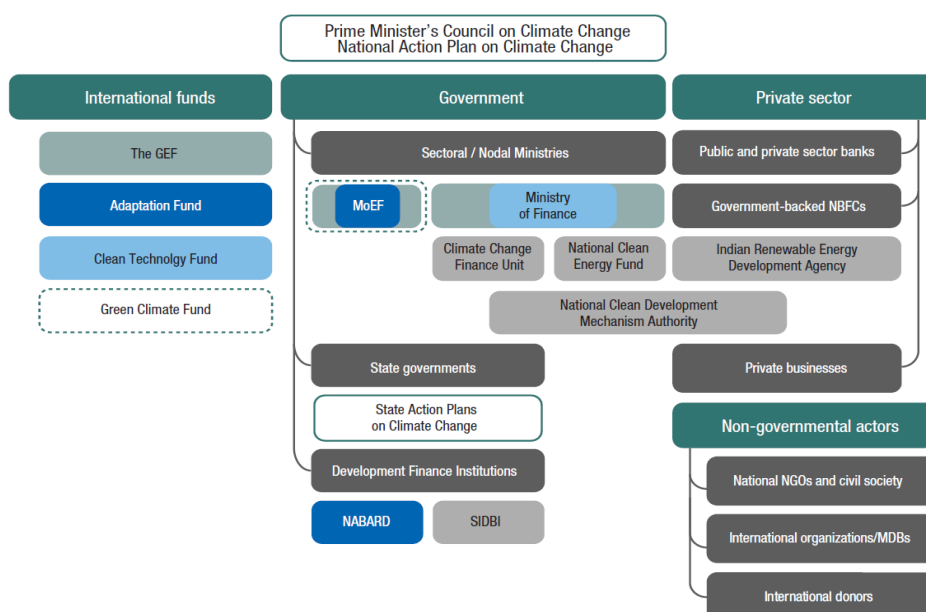 Prime Minister’s Council on Climate Change
National Action Plan on Climate Change
International funds
Government
Private sector
The GEF
Adaptation Fund
Clean Technolgy Fund
Green Climate Fund
Sectoral / Nodal Ministries
MoEF
Ministry
of Finance
Climate Change
Finance Unit
National Clean
Energy Fund
National Clean Development
Mechanism Authority
State governments
State Action Plans
on Climate Change
Development Finance Institutions
NABARD
SIDBI
Public and private sector banks
Government-backed NBFCs
Indian Renewable Energy
Development Agency
Private businesses
Non-governmental actors
National NGOs and civil society
International organizations/MDBs
International donors